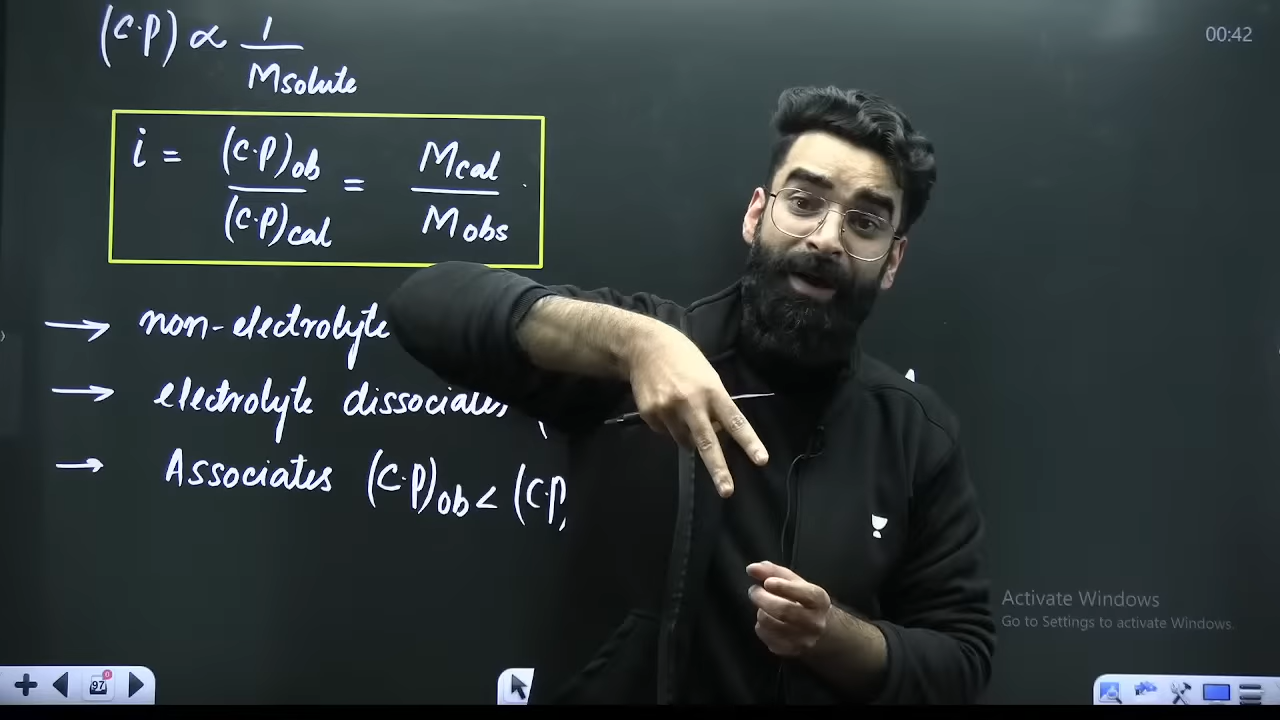 00:42
(C.P) ∝ 1
Msolute
i = (C.P)ob / (C.P)cal = Mcal / Mobs
→ non-electrolyte
→ electrolyte dissociates
→ Associates (C.P)ob < (C.P
Activate Windows
Go to Settings to activate Windows.
97